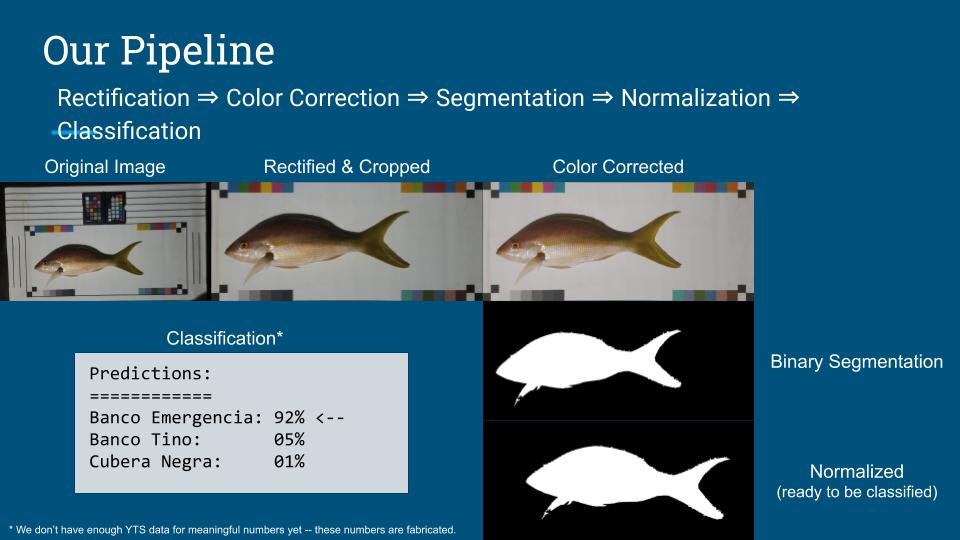 Our Pipeline
Rectification ⇒ Color Correction ⇒ Segmentation ⇒ Normalization ⇒
Classification
Original Image
Rectified & Cropped
Color Corrected
Classification*
Predictions:
============
Banco Emergencia: 92% <--
Banco Tino: 05%
Cubera Negra: 01%
Binary Segmentation
Normalized
(ready to be classified)
* We don’t have enough YTS data for meaningful numbers yet -- these numbers are fabricated.